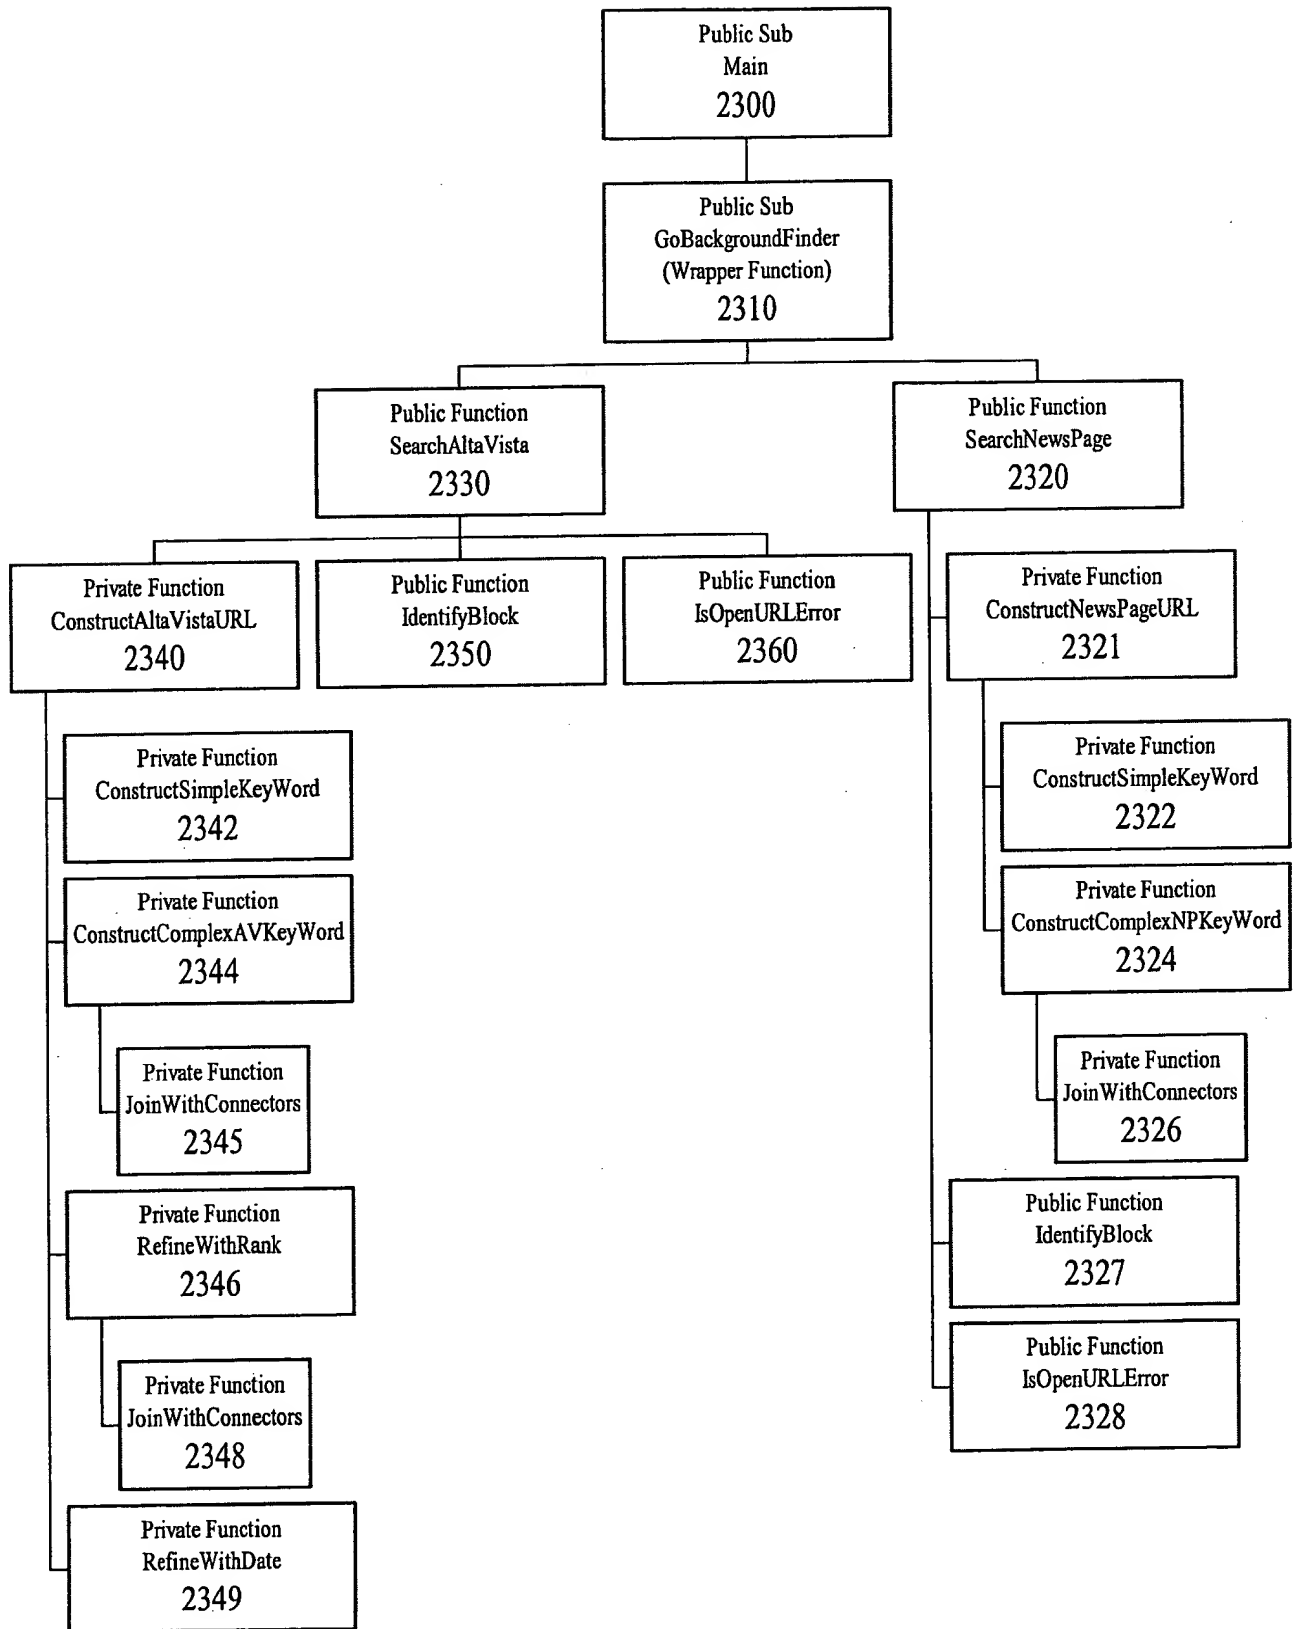 Public Sub
Main
2300
Public Sub
GoBackgroundFinder
(Wrapper Function)
2310
Public Function
SearchAltaVista
2330
Public Function
SearchNewsPage
2320
Private Function
ConstructAltaVistaURL
2340
Public Function
IdentifyBlock
2350
Public Function
IsOpenURLError
2360
Private Function
ConstructNewsPageURL
2321
Private Function
ConstructSimpleKeyWord
2342
Private Function
ConstructSimpleKeyWord
2322
Private Function
ConstructComplexAVKeyWord
2344
Private Function
ConstructComplexNPKeyWord
2324
Private Function
JoinWithConnectors
2345
Private Function
JoinWithConnectors
2326
Private Function
RefineWithRank
2346
Public Function
IdentifyBlock
2327
Private Function
JoinWithConnectors
2348
Public Function
IsOpenURLError
2328
Private Function
RefineWithDate
2349